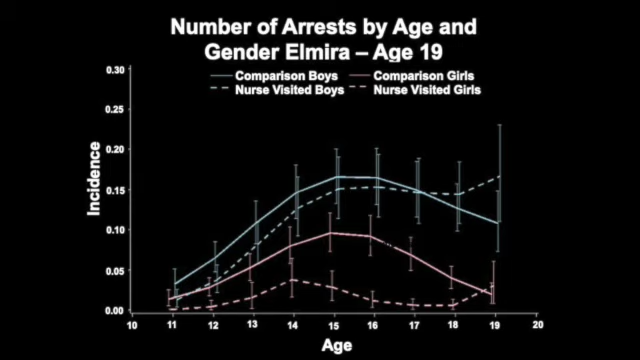 Number of Arrests by Age and
Gender Elmira – Age 19
0.30
Comparison Boys
Comparison Girls
Nurse Visited Boys
Nurse Visited Girls
0.25
0.20
0.15
0.10
0.05
0.00
Incidence
10 11 12 13 14 15 16 17 18 19 20
Age